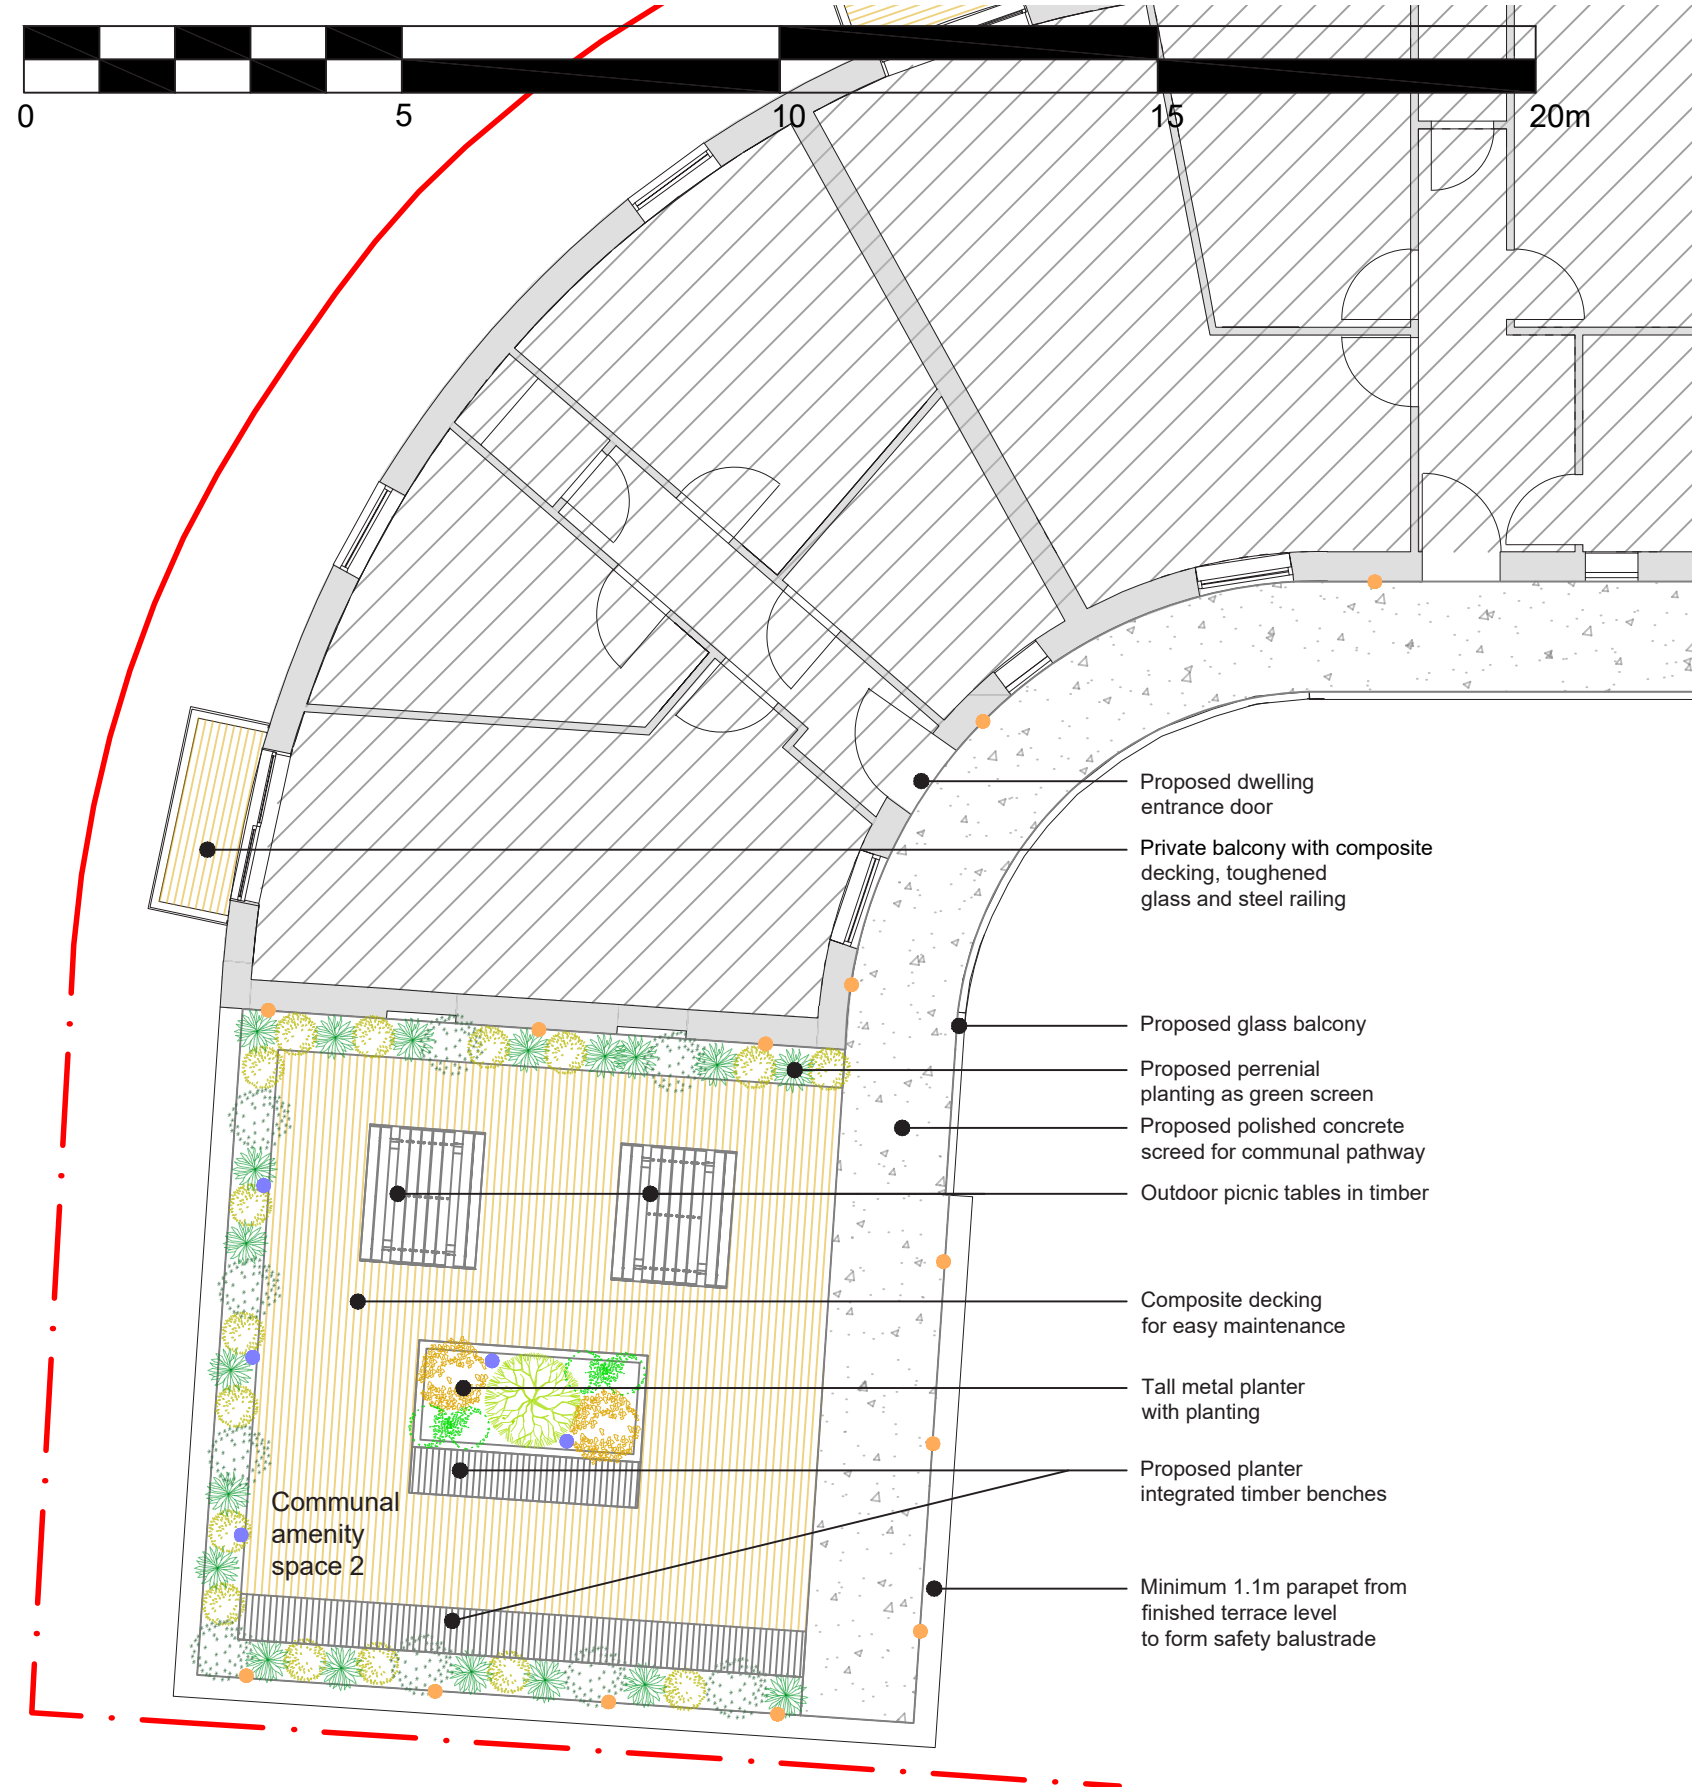 0
5
10
15
20m
Proposed dwelling
entrance door
Private balcony with composite
decking, toughened
glass and steel railing
Proposed glass balcony
Proposed perrenial
planting as green screen
Proposed polished concrete
screed for communal pathway
Outdoor picnic tables in timber
Composite decking
for easy maintenance
Tall metal planter
with planting
Proposed planter
integrated timber benches
Communal
amenity
space 2
Minimum 1.1m parapet from
finished terrace level
to form safety balustrade